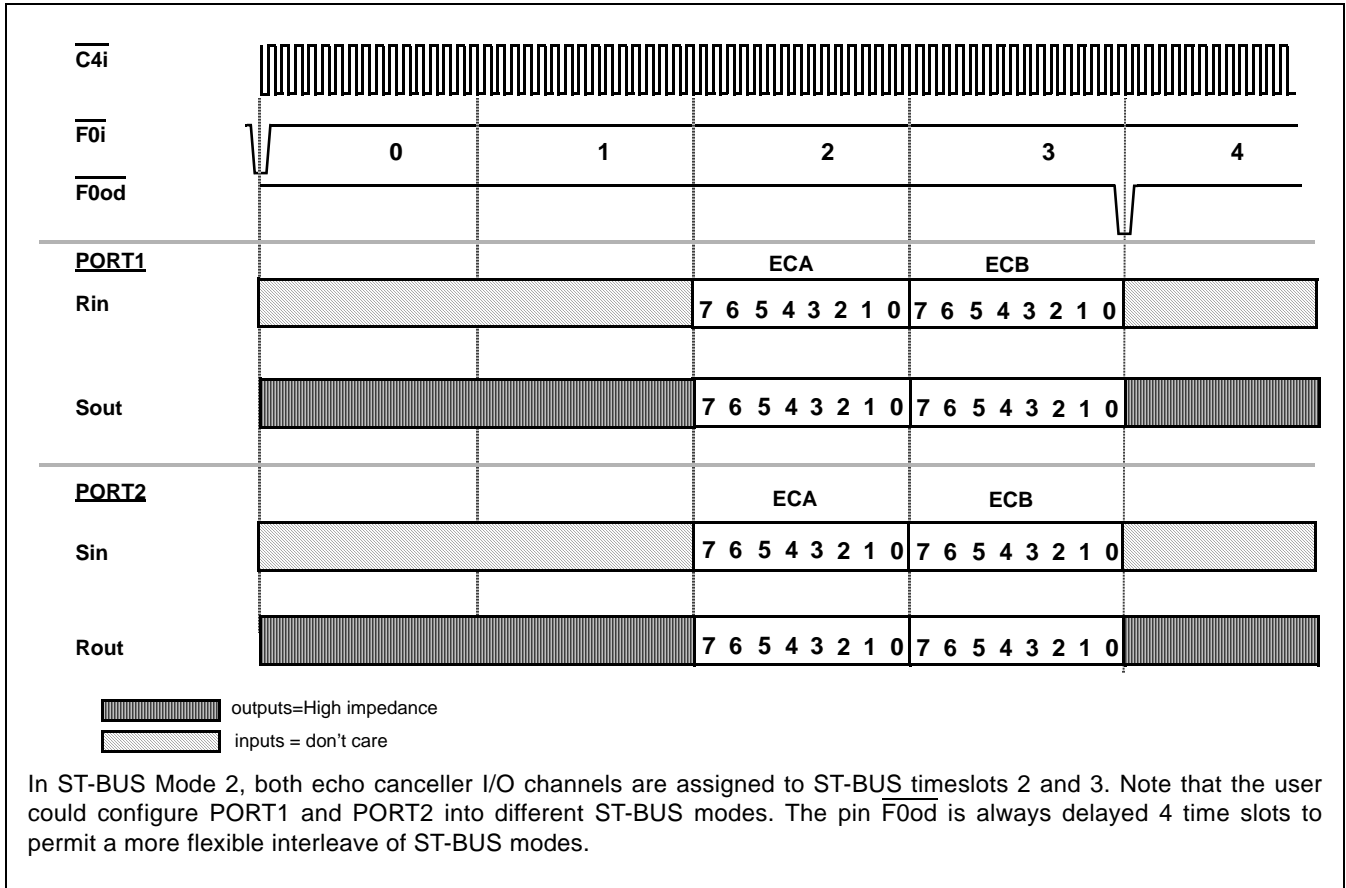 C4i
F0i
0 1 2 3 4
F0od
PORT1
ECA ECB
Rin
7 6 5 4 3 2 1 0 7 6 5 4 3 2 1 0
Sout
7 6 5 4 3 2 1 0 7 6 5 4 3 2 1 0
PORT2
ECA ECB
Sin
7 6 5 4 3 2 1 0 7 6 5 4 3 2 1 0
Rout
7 6 5 4 3 2 1 0 7 6 5 4 3 2 1 0
outputs=High impedance
inputs = don't care
In ST-BUS Mode 2, both echo canceller I/O channels are assigned to ST-BUS timeslots 2 and 3. Note that the user
could configure PORT1 and PORT2 into different ST-BUS modes. The pin F0od is always delayed 4 time slots to
permit a more flexible interleave of ST-BUS modes.